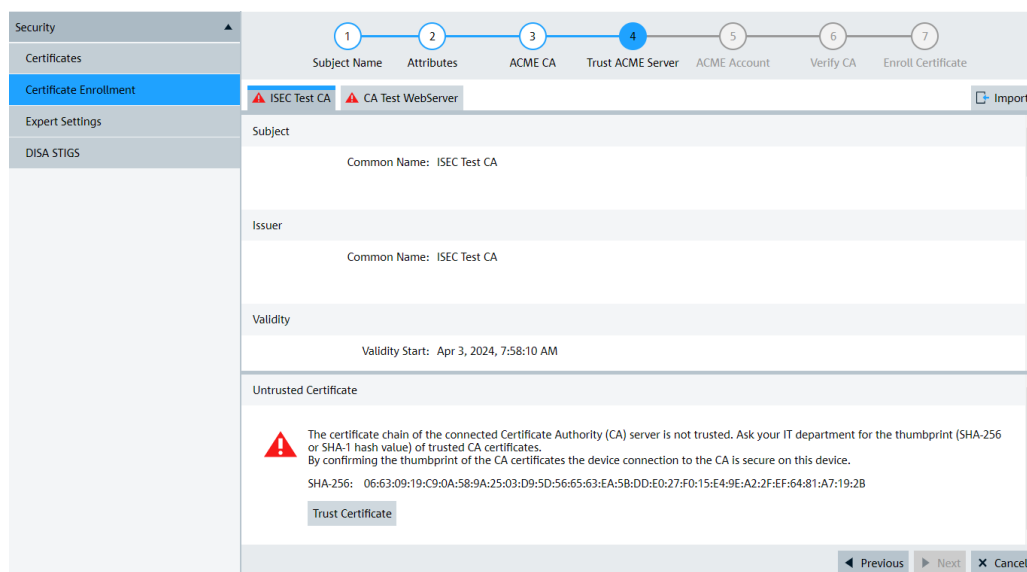 Security
Certificates
Certificate Enrollment
Expert Settings
DISA STIGS
1 2 3 4 5 6 7
Subject Name Attributes ACME CA Trust ACME Server ACME Account Verify CA Enroll Certificate
ISEC Test CA CA Test WebServer Import
Subject
Common Name: ISEC Test CA
Issuer
Common Name: ISEC Test CA
Validity
Validity Start: Apr 3, 2024, 7:58:10 AM
Untrusted Certificate
The certificate chain of the connected Certificate Authority (CA) server is not trusted. Ask your IT department for the thumbprint (SHA-256
or SHA-1 hash value) of trusted CA certificates.
By confirming the thumbprint of the CA certificates the device connection to the CA is secure on this device.
SHA-256: 06:63:09:19:C9:0A:58:9A:25:03:D9:5D:56:65:63:EA:5B:DD:E0:27:F0:15:E4:9E:A2:2F:EF:64:81:A7:19:2B
Trust Certificate
Previous Next Cancel